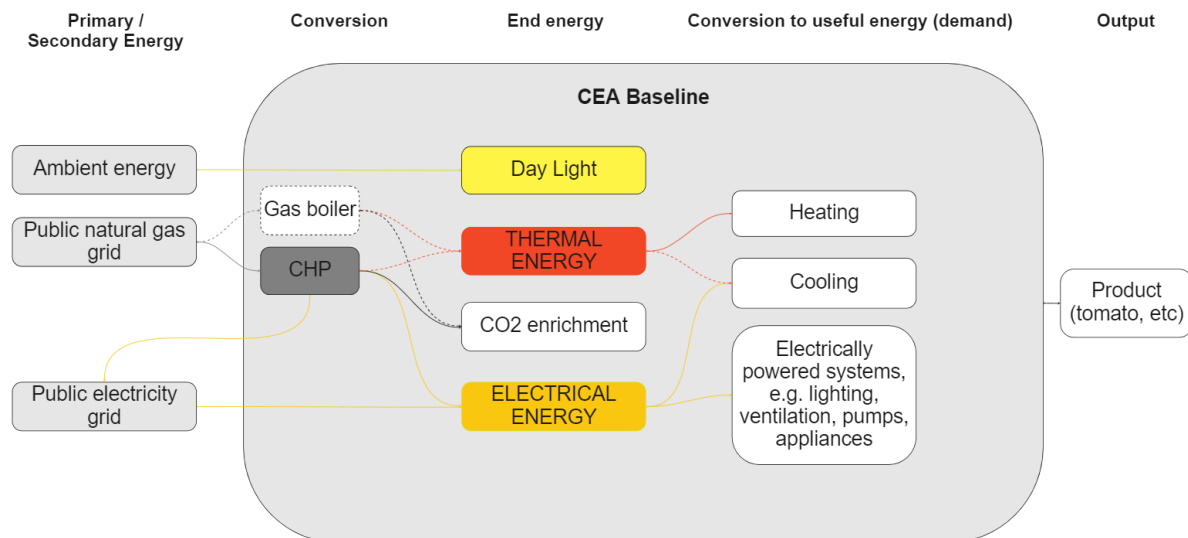 Primary /
Secondary Energy
Conversion
End energy
Conversion to useful energy (demand)
Output
CEA Baseline
Ambient energy
Day Light
Public natural gas
grid
Gas boiler
CHP
THERMAL
ENERGY
Heating
Cooling
CO2 enrichment
Product
(tomato, etc)
Public electricity
grid
ELECTRICAL
ENERGY
Electrically
powered systems,
e.g. lighting,
ventilation, pumps,
appliances